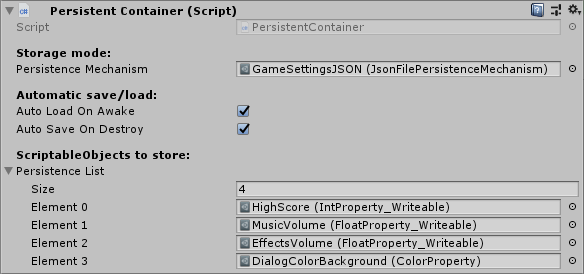 Persistent Container (Script)
Script PersistentContainer
Storage mode:
Persistence Mechanism GameSettingsJSON (JsonFilePersistenceMechanism)
Automatic save/load:
Auto Load On Awake
Auto Save On Destroy
ScriptableObjects to store:
Persistence List
Size 4
Element 0 HighScore (IntProperty_Writeable)
Element 1 MusicVolume (FloatProperty_Writeable)
Element 2 EffectsVolume (FloatProperty_Writeable)
Element 3 DialogColorBackground (ColorProperty)